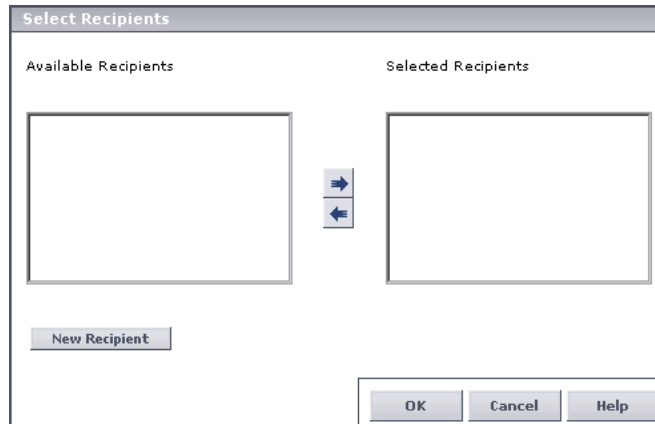 Select Recipients
Available Recipients
Selected Recipients
New Recipient
OK
Cancel
Help